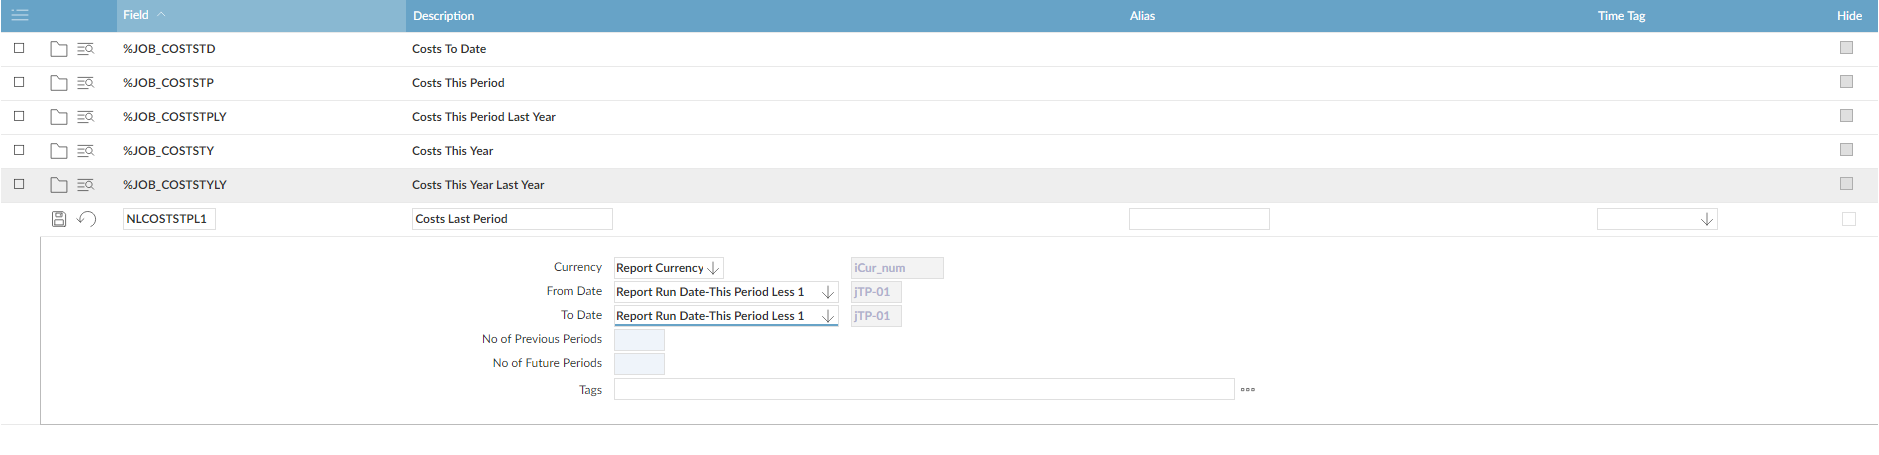 Field Description Alias Time Tag Hide
%JOB_COSTSTD Costs To Date
%JOB_COSTSTP Costs This Period
%JOB_COSTSTPLY Costs This Period Last Year
%JOB_COSTSTY Costs This Year
%JOB_COSTSTYLY Costs This Year Last Year
NLCOSTSTPL1 Costs Last Period
Currency Report Currency iCur_num
From Date Report Run Date-This Period Less 1 jTP-01
To Date Report Run Date-This Period Less 1 jTP-01
No of Previous Periods
No of Future Periods
Tags